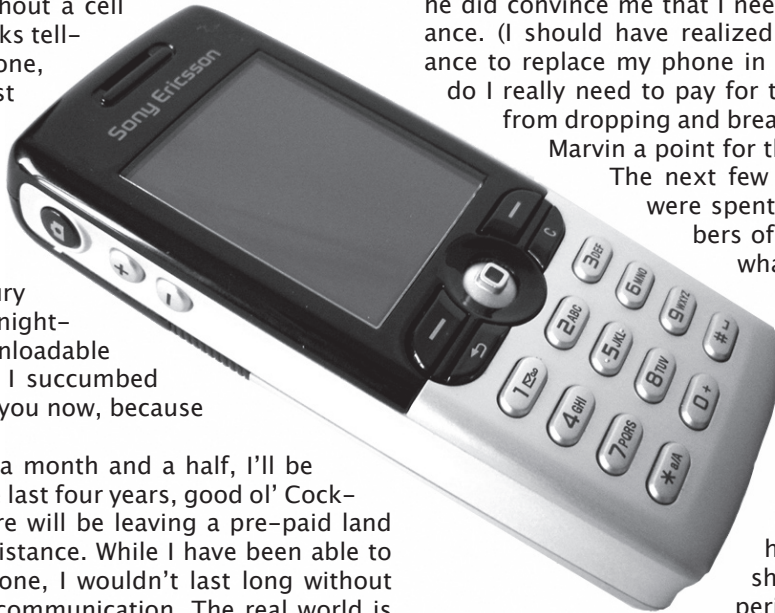 hout a cell
ks tell-
one,
st
ury
night-
nloadable
I succumbed
you now, because
a month and a half, I'll be
last four years, good ol' Cock-
re will be leaving a pre-paid land
istance. While I have been able to
one, I wouldn't last long without
communication. The real world is
Sony Ericsson
+
-
C
1
2ABC
3DEF
4GHI
5JKL
6MNO
7PQRS
8TUV
9WXYZ
* a/A
0+
#
he did convince me that I nee
ance. (I should have realized
ance to replace my phone in
do I really need to pay for t
from dropping and brea
Marvin a point for th
The next few
were spent
bers of
wha
h
sh
peri